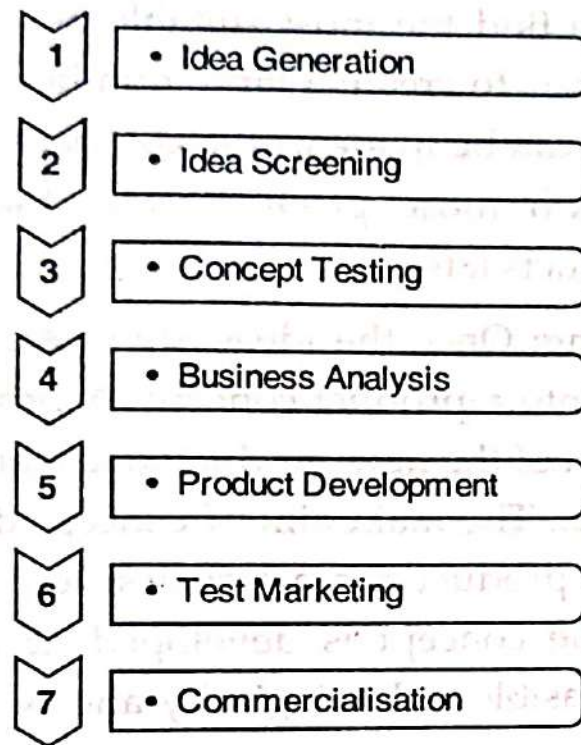 1 • Idea Generation
2 • Idea Screening
3 • Concept Testing
4 • Business Analysis
5 • Product Development
6 • Test Marketing
7 • Commercialisation